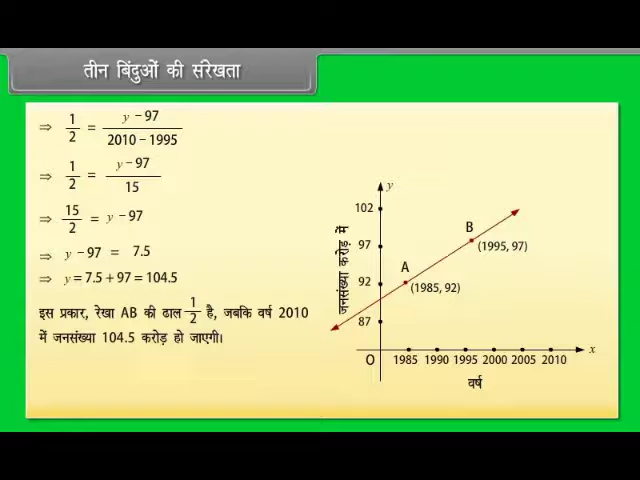 तीन बिंदुओं की संरेखता
⇒ 1/2 = (y − 97)/(2010 − 1995)
⇒ 1/2 = (y − 97)/15
⇒ 15/2 = y − 97
⇒ y − 97 = 7.5
⇒ y = 7.5 + 97 = 104.5
इस प्रकार, रेखा AB की ढाल 1/2 है, जबकि वर्ष 2010
में जनसंख्या 104.5 करोड़ हो जाएगी।
y
102
97
92
87
जनसंख्या करोड़ में
B
(1995, 97)
A
(1985, 92)
O
x
1985 1990 1995 2000 2005 2010
वर्ष